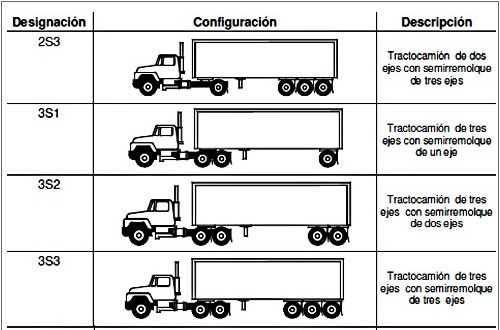 Designación Configuración Descripción
2S3
Tractocamión de dos
ejes con semirremolque
de tres ejes
3S1
Tractocamión de tres
ejes con semirremolque
de un eje
3S2
Tractocamión de tres
ejes con semirremolque
de dos ejes
3S3
Tractocamión de tres
ejes con semirremolque
de tres ejes